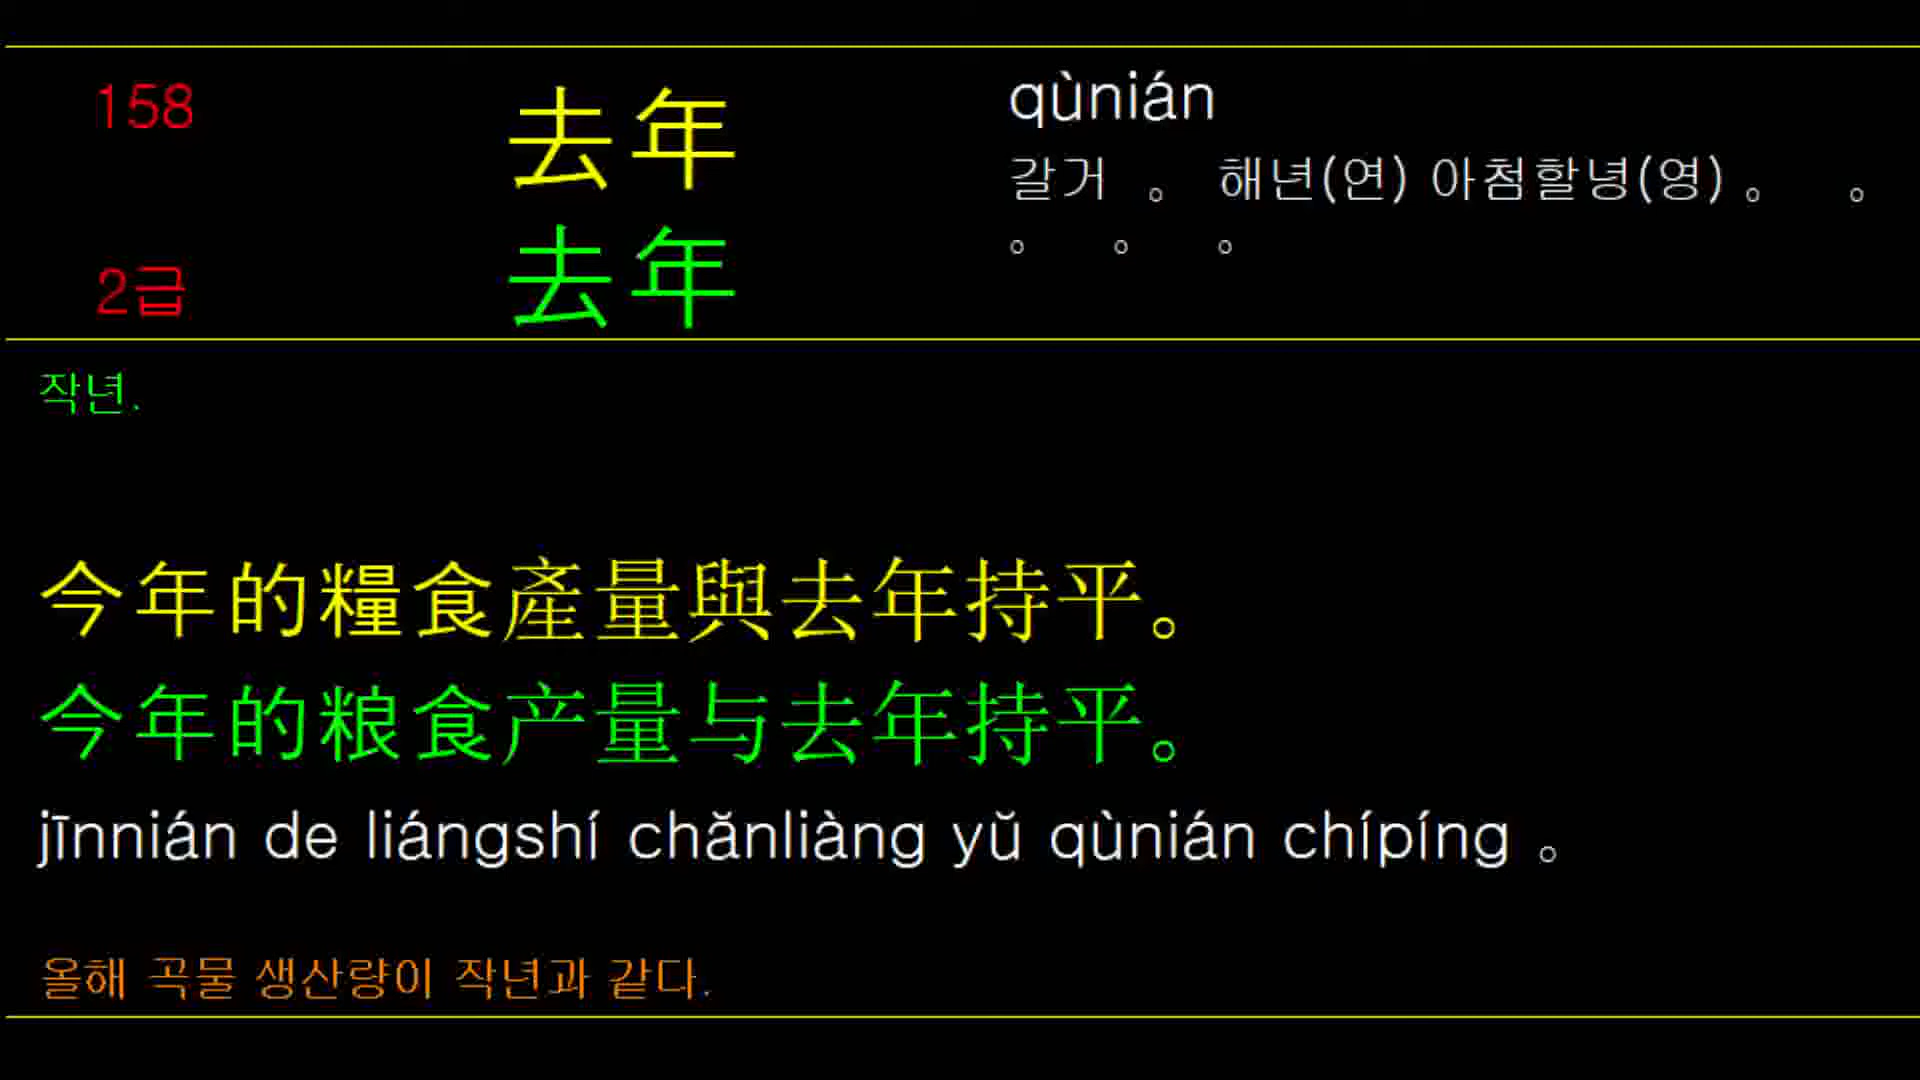 158
去年
qùnián
갈거 。 해년(연) 아첨할녕(영) 。 。
。 。 。
2급
去年
작년.
今年的糧食產量與去年持平。
今年的粮食产量与去年持平。
jīnnián de liángshí chănliàng yŭ qùnián chípíng 。
올해 곡물 생산량이 작년과 같다.